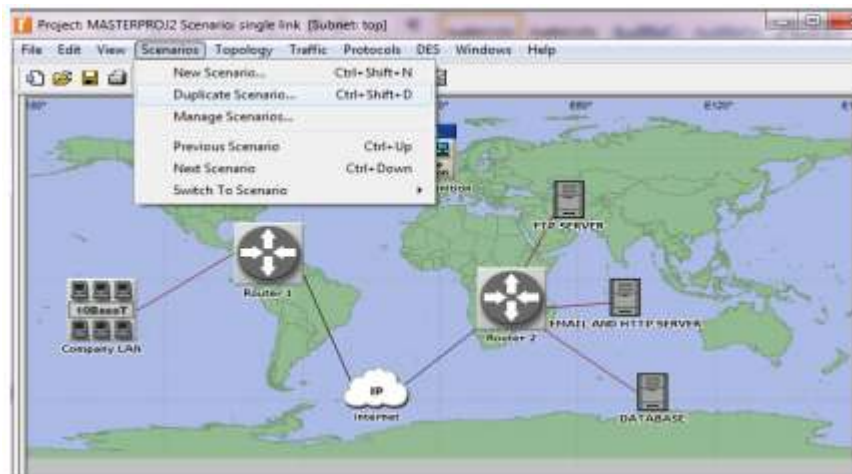 Project: MASTERPROJ2 Scenario: single link [Subnet: top]
File Edit View Scenarios Topology Traffic Protocols DES Windows Help
New Scenario... Ctrl+Shift+N
Duplicate Scenario... Ctrl+Shift+D
Manage Scenarios...
Previous Scenario Ctrl+Up
Next Scenario Ctrl+Down
Switch To Scenario
E120°
FTP SERVER
Router 1
10BaseT
Company LAN
EMAIL AND HTTP SERVER
Router 2
IP
Internet
DATABASE